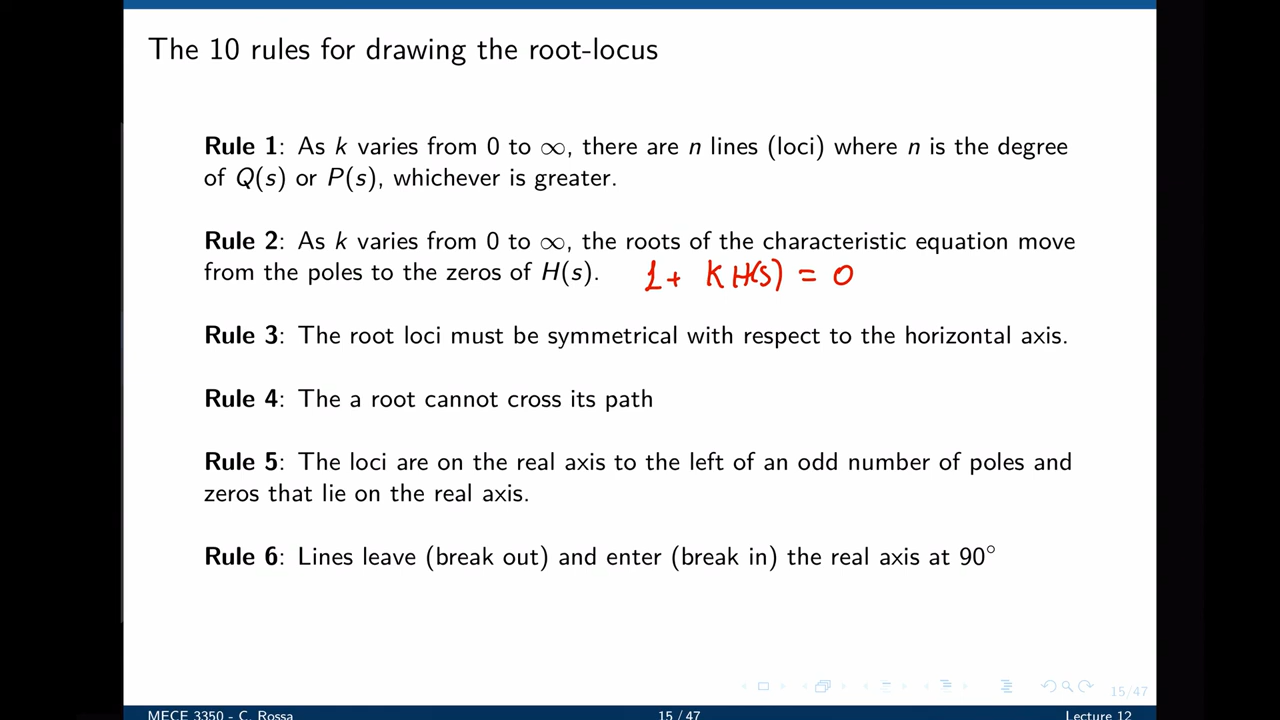 The 10 rules for drawing the root-locus
Rule 1: As k varies from 0 to ∞, there are n lines (loci) where n is the degree
of Q(s) or P(s), whichever is greater.
Rule 2: As k varies from 0 to ∞, the roots of the characteristic equation move
from the poles to the zeros of H(s). 1 + K H(s) = 0
Rule 3: The root loci must be symmetrical with respect to the horizontal axis.
Rule 4: The a root cannot cross its path
Rule 5: The loci are on the real axis to the left of an odd number of poles and
zeros that lie on the real axis.
Rule 6: Lines leave (break out) and enter (break in) the real axis at 90°
15/47
MECE 3350 - C. Rossa 15 / 47 Lecture 12